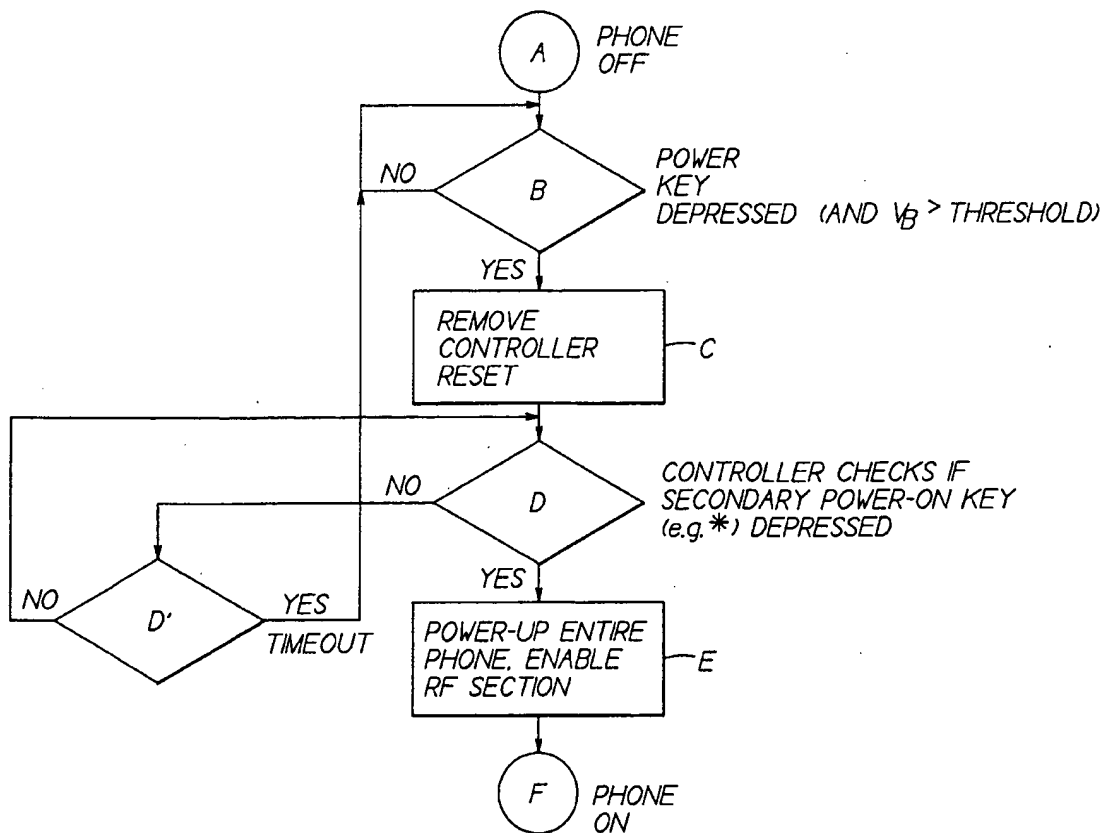 A
PHONE
OFF
NO
B
POWER
KEY
DEPRESSED (AND VB > THRESHOLD)
YES
REMOVE
CONTROLLER
RESET
C
NO
D
CONTROLLER CHECKS IF
SECONDARY POWER-ON KEY
(e.g. *) DEPRESSED
YES
NO
D'
YES
TIMEOUT
POWER-UP ENTIRE
PHONE, ENABLE
RF SECTION
E
F
PHONE
ON